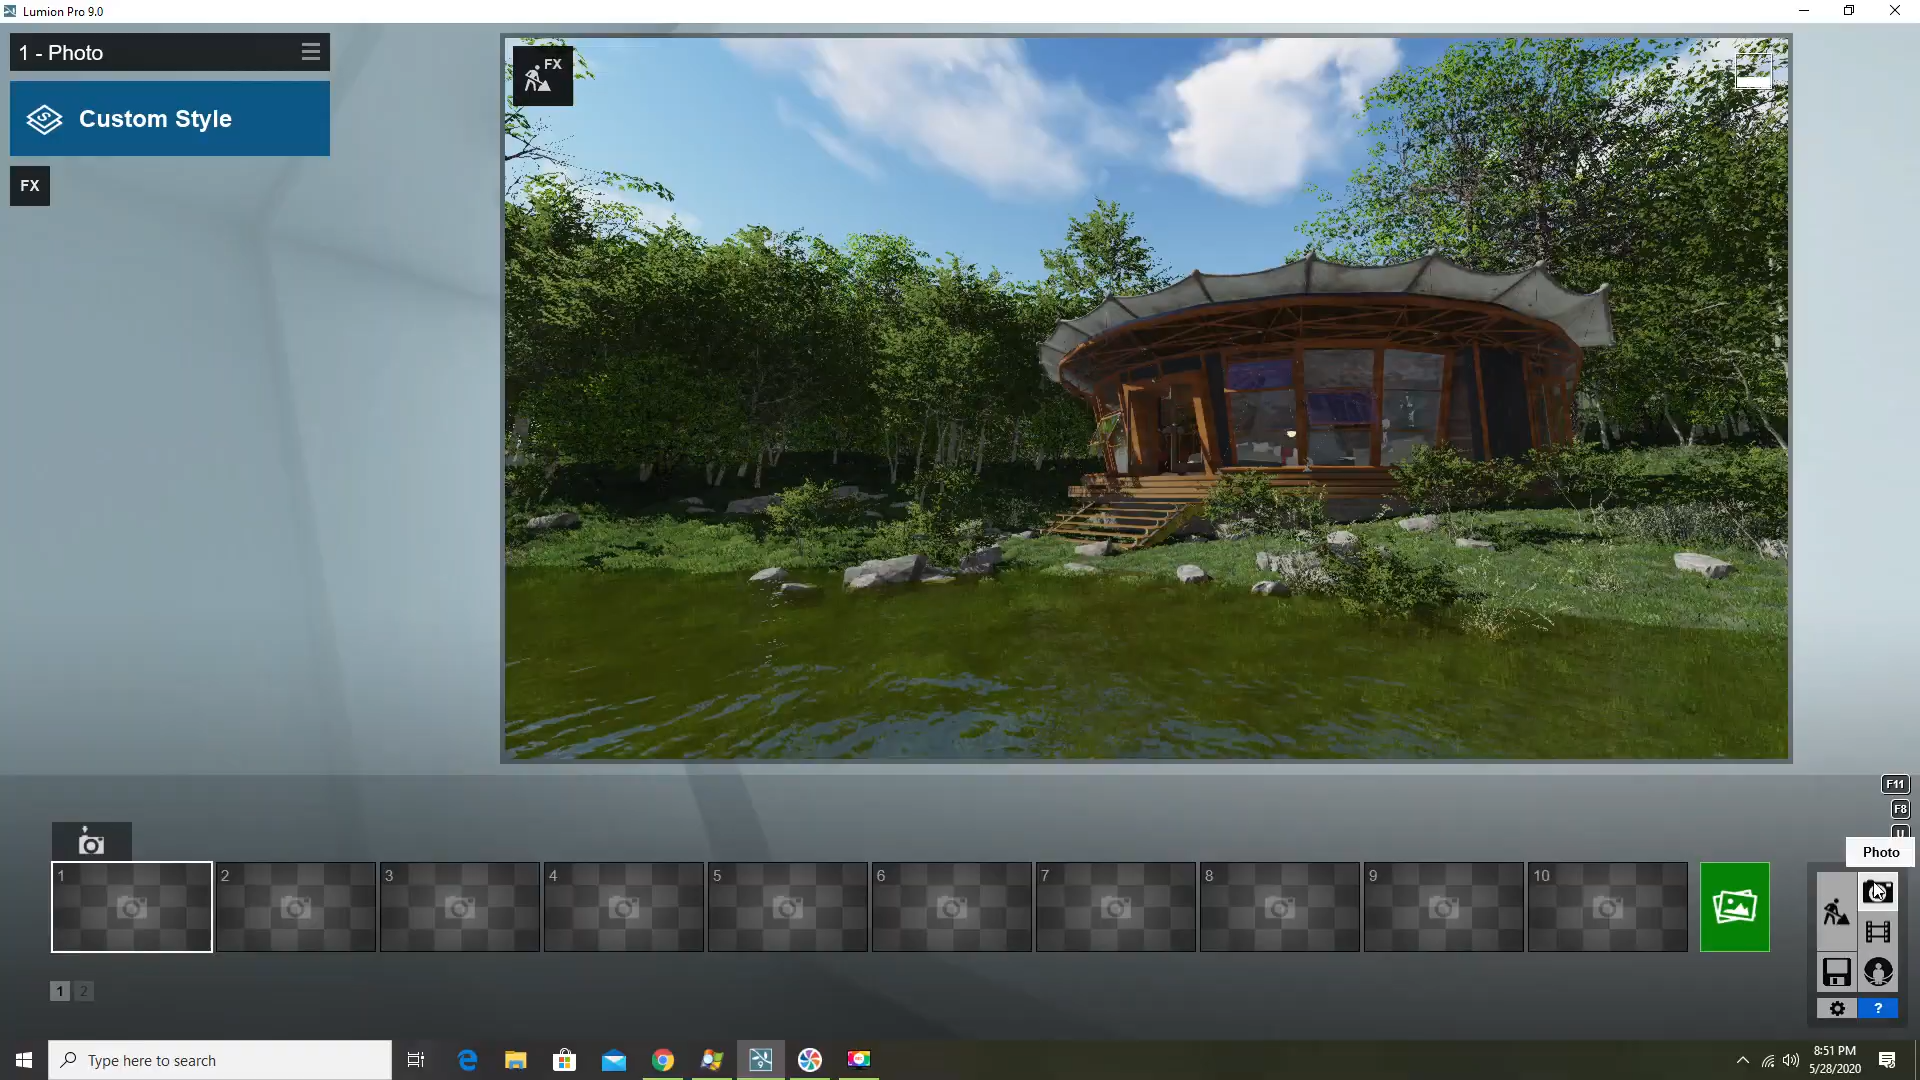 Lumion Pro 9.0
1 - Photo
Custom Style
FX
FX
F11
F8
U
Photo
1
2
3
4
5
6
7
8
9
10
1
2
?
Type here to search
8:51 PM
5/28/2020